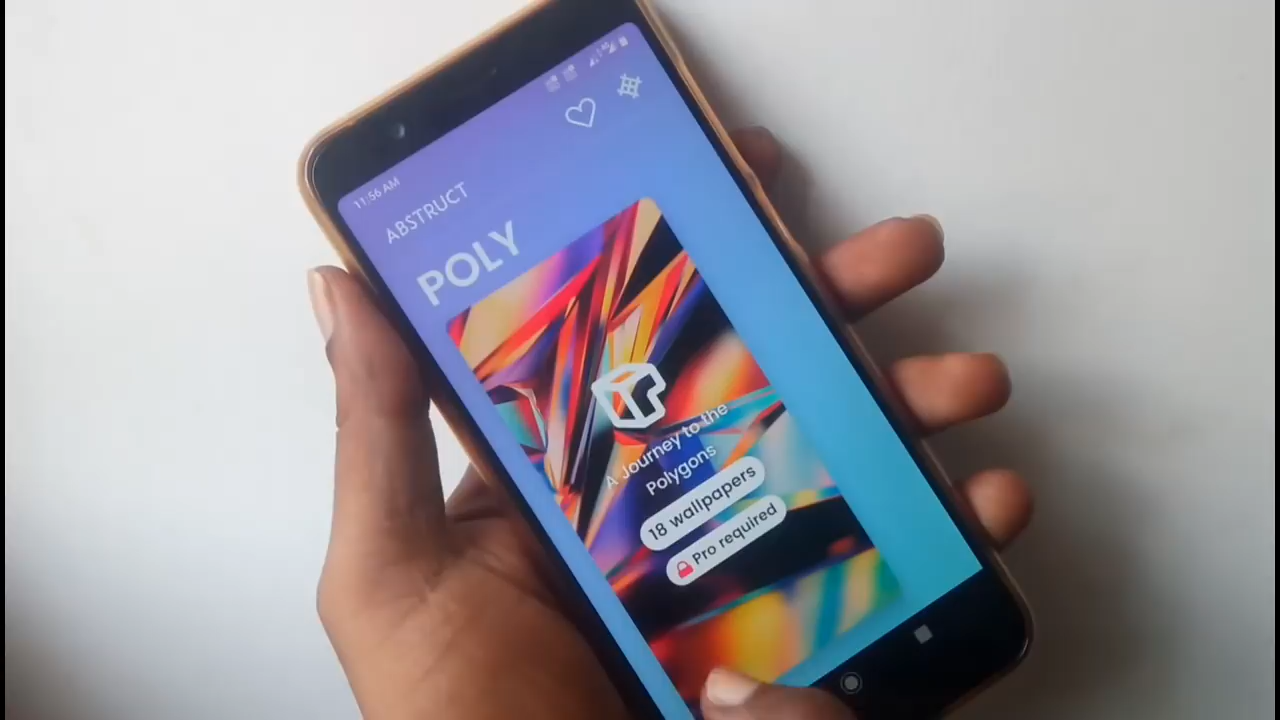 11:56 AM
ABSTRUCT
POLY
A Journey to the
Polygons
18 wallpapers
Pro required